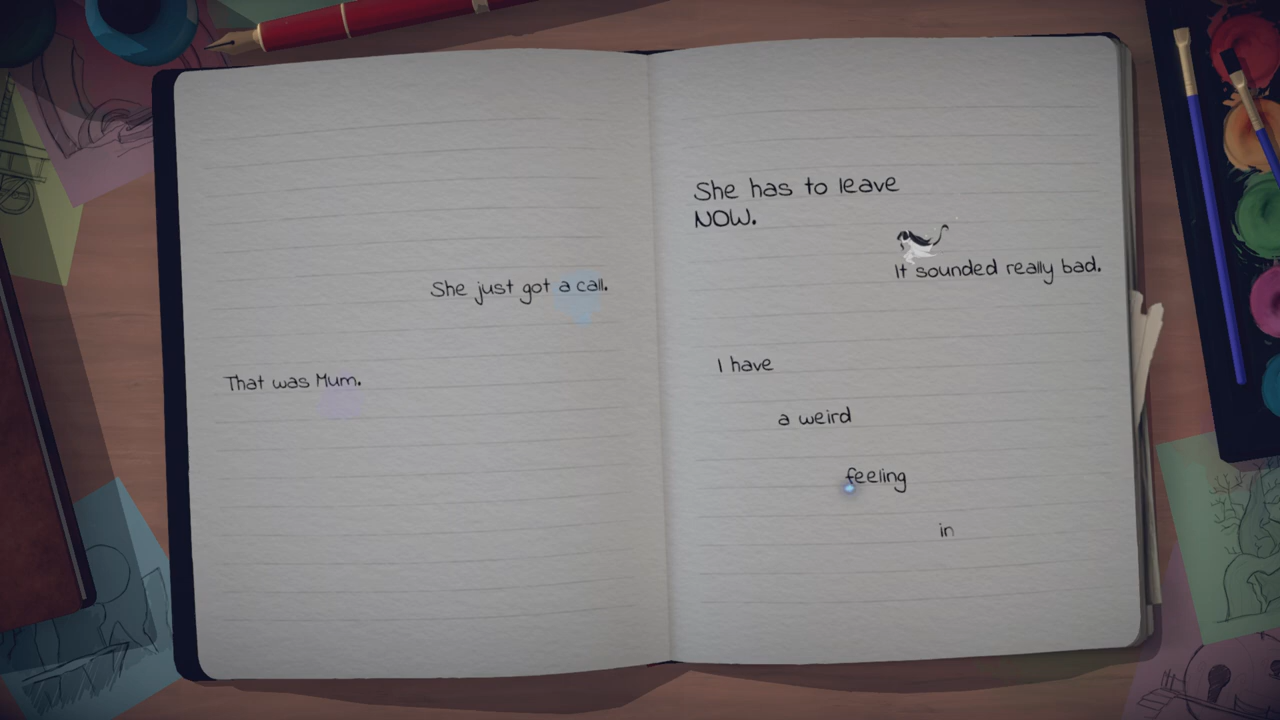 That was Mum.
She just got a call.
She has to leave
NOW.
It sounded really bad.
I have
a weird
feeling
in